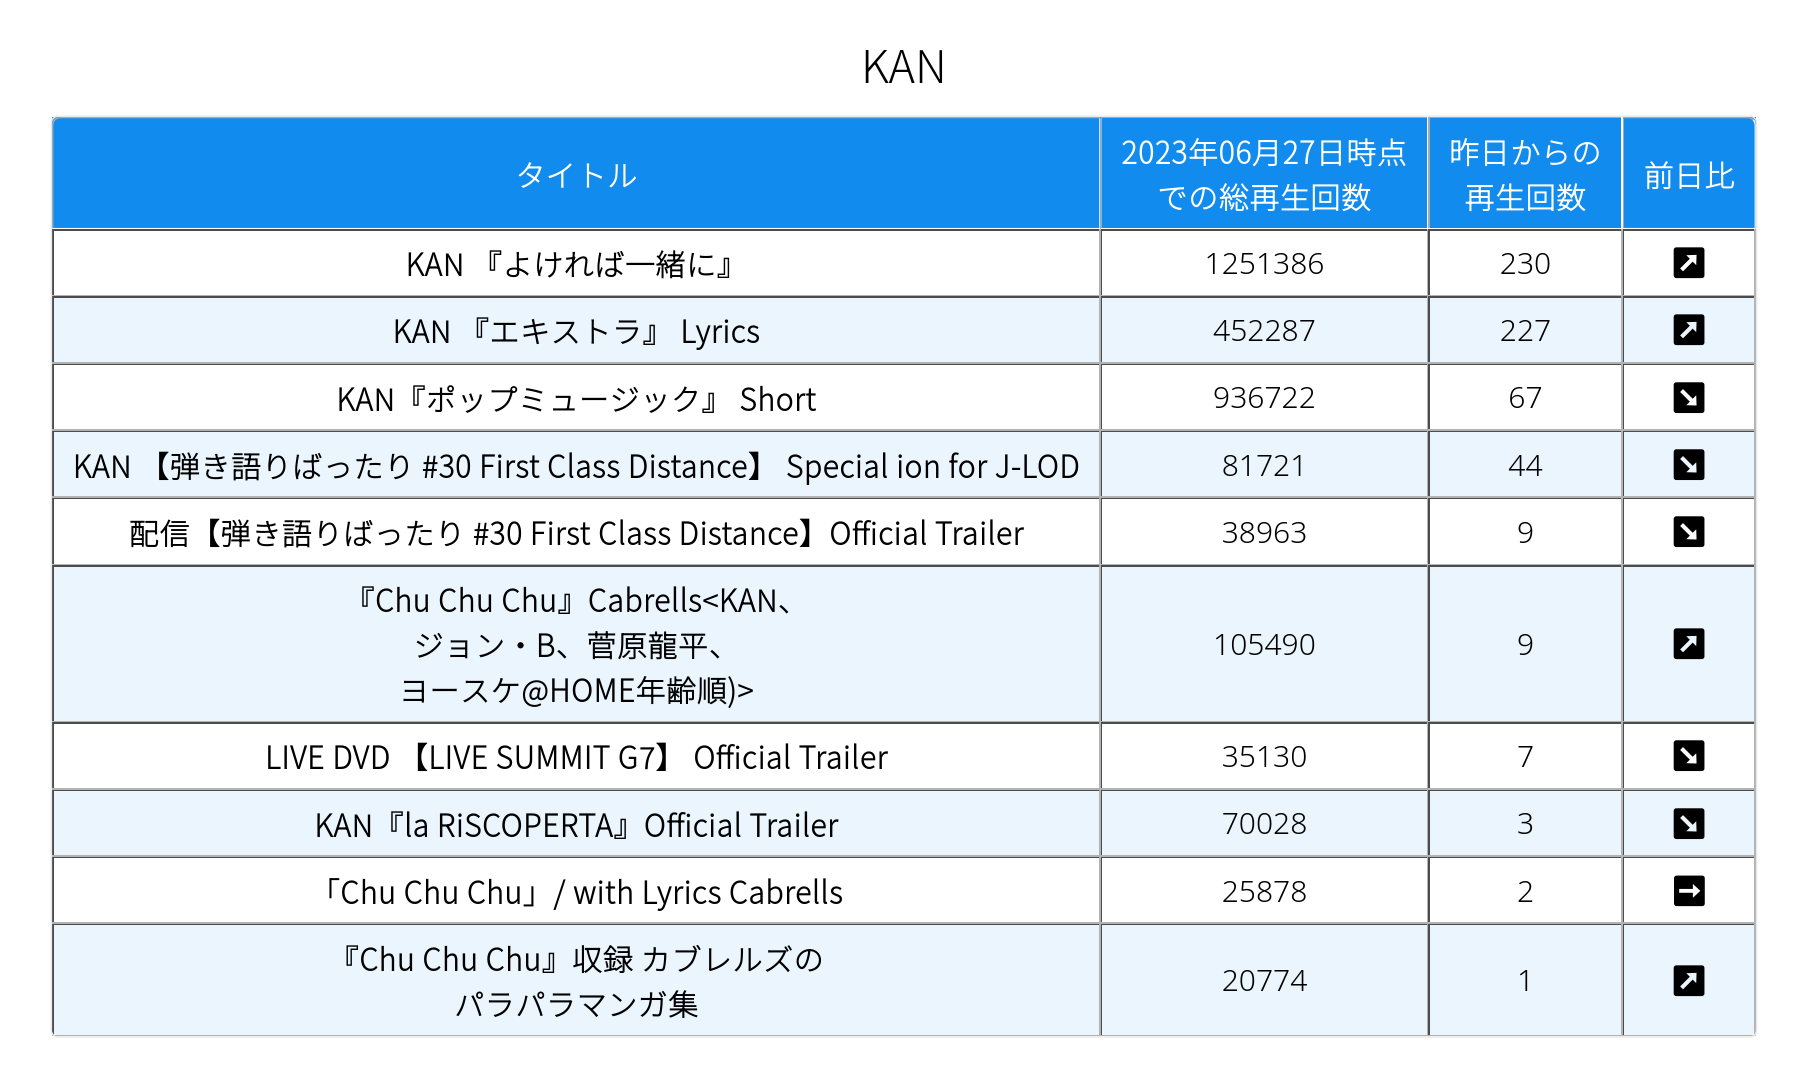 KAN
タイトル
2023年06月27日時点
での総再生回数
昨日からの
再生回数
前日比
KAN 『よければ一緒に』
1251386
230
KAN 『エキストラ』 Lyrics
452287
227
KAN『ポップミュージック』 Short
936722
67
KAN 【弾き語りばったり #30 First Class Distance】 Special ion for J-LOD
81721
44
配信【弾き語りばったり #30 First Class Distance】Official Trailer
38963
9
『Chu Chu Chu』Cabrells<KAN、
ジョン・B、菅原龍平、
ヨースケ@HOME年齢順)>
105490
9
LIVE DVD 【LIVE SUMMIT G7】 Official Trailer
35130
7
KAN『la RiSCOPERTA』Official Trailer
70028
3
「Chu Chu Chu」/ with Lyrics Cabrells
25878
2
『Chu Chu Chu』収録 カブレルズの
パラパラマンガ集
20774
1